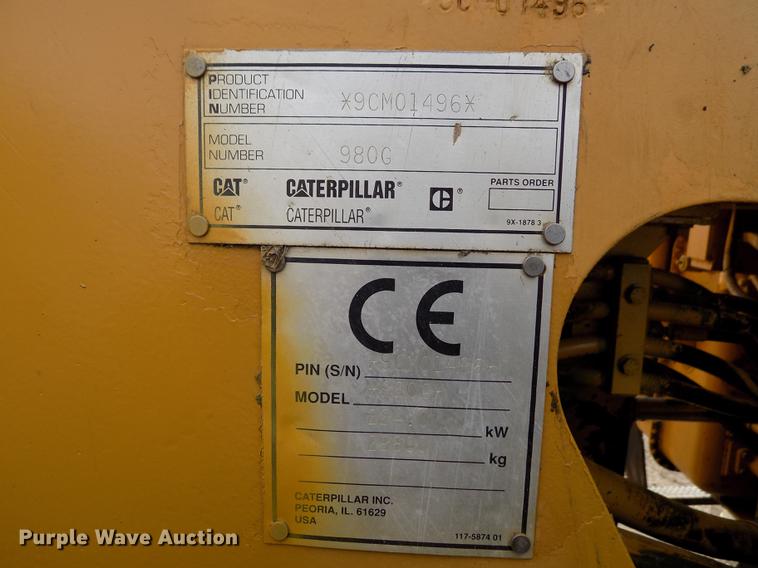 PRODUCT
IDENTIFICATION
NUMBER
*9CM01496*
MODEL
NUMBER
980G
CAT® CATERPILLAR® C® PARTS ORDER
CAT® CATERPILLAR®
9X-1878 3
CE
PIN (S/N)
MODEL
kW
kg
CATERPILLAR INC.
PEORIA, IL. 61629
USA
117-5874 01
Purple Wave Auction